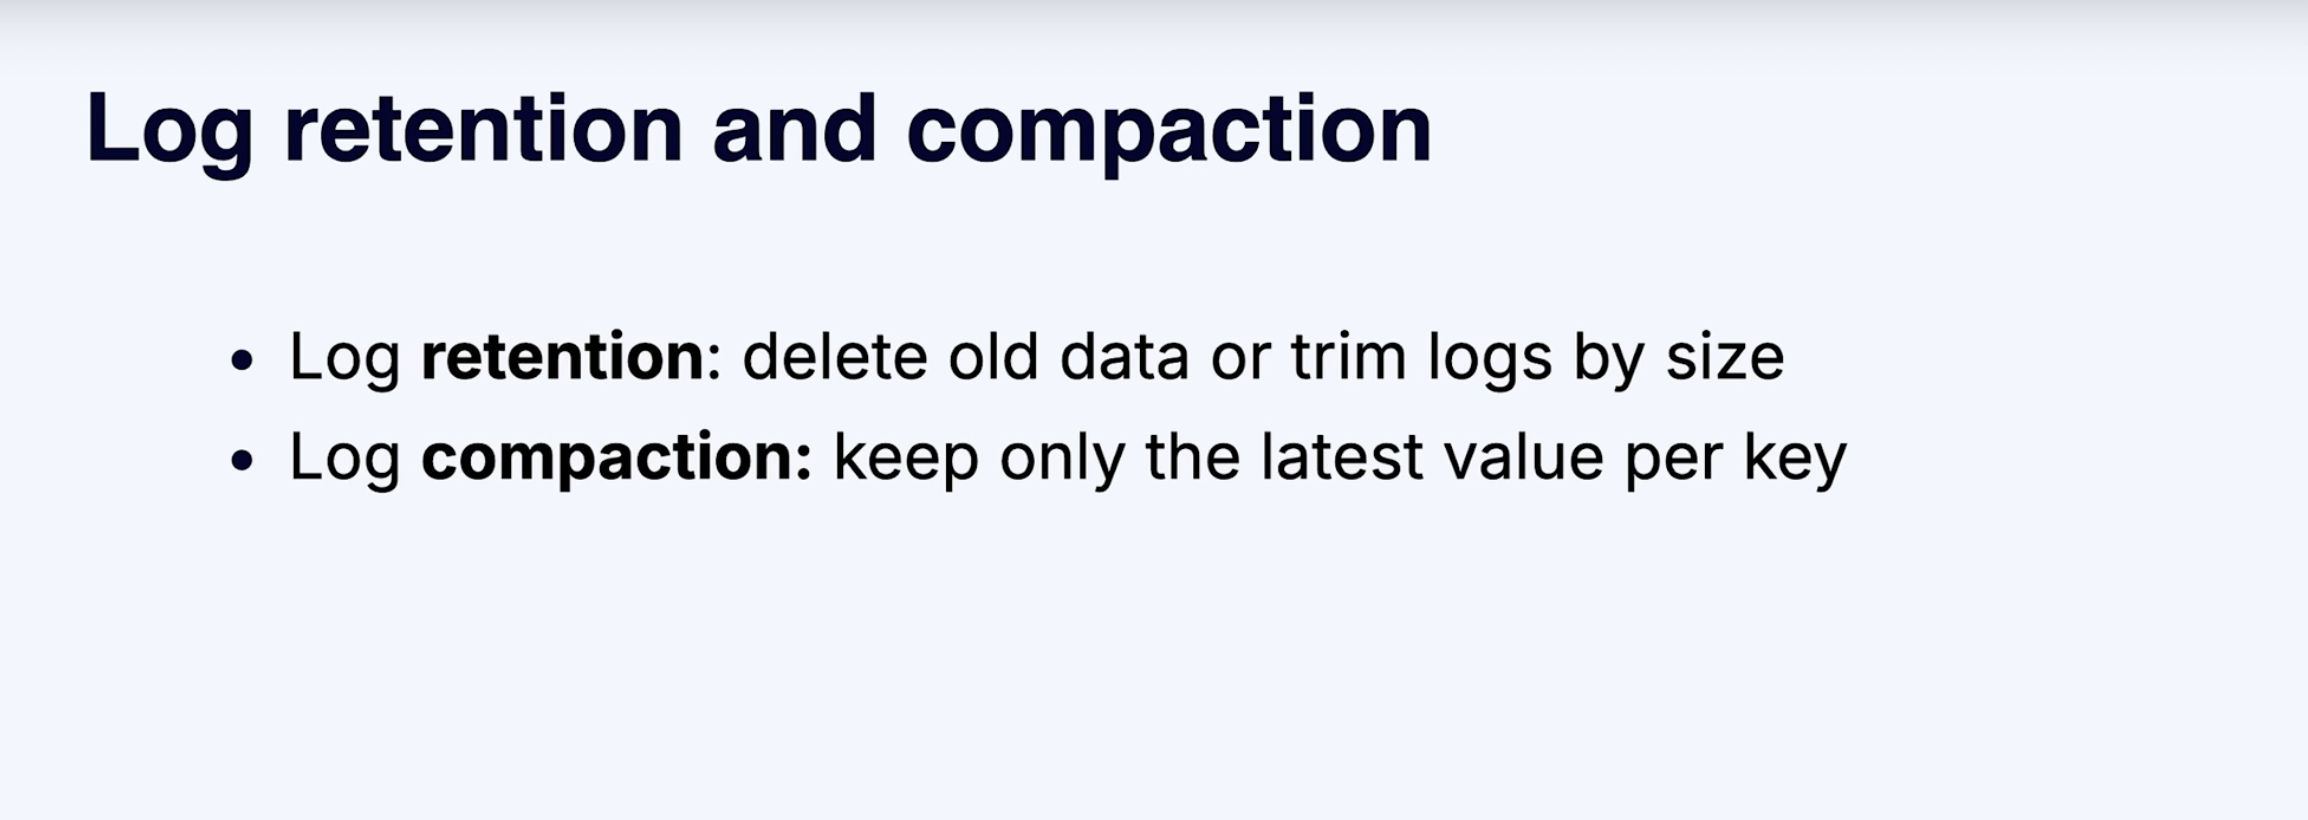 Log retention and compaction
• Log retention: delete old data or trim logs by size
• Log compaction: keep only the latest value per key